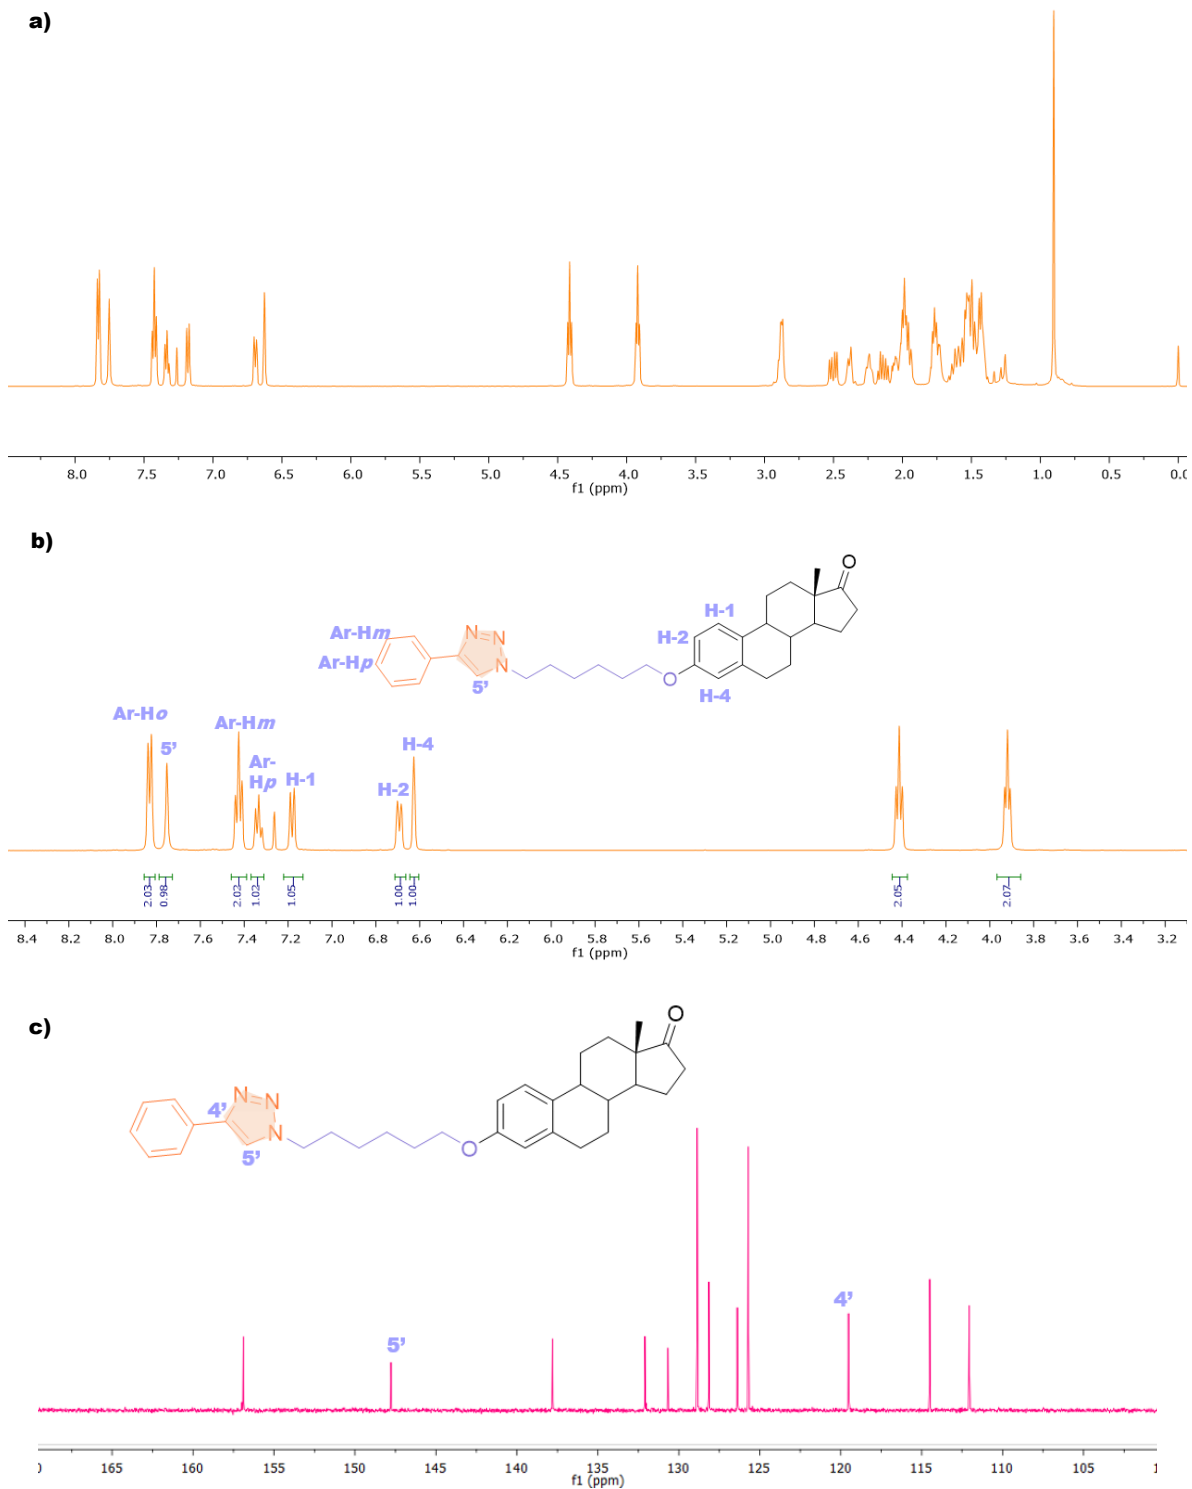 a)
8.0 7.5 7.0 6.5 6.0 5.5 5.0 4.5 4.0 3.5 3.0 2.5 2.0 1.5 1.0 0.5 0.0
f1 (ppm)
b)
O
N N
N
Ar-Hm
Ar-Hp
5'
H-1
H-2
H-4
O
Ar-Ho
5'
Ar-Hm
Ar-
Hp
H-1
H-2
H-4
2.03 0.98 2.02 1.02 1.05 1.00 1.00 2.05 2.07
8.4 8.2 8.0 7.8 7.6 7.4 7.2 7.0 6.8 6.6 6.4 6.2 6.0 5.8 5.6 5.4 5.2 5.0 4.8 4.6 4.4 4.2 4.0 3.8 3.6 3.4 3.2
f1 (ppm)
c)
O
N N
4'
N
5'
O
5'
4'
0 165 160 155 150 145 140 135 130 125 120 115 110 105 1
f1 (ppm)